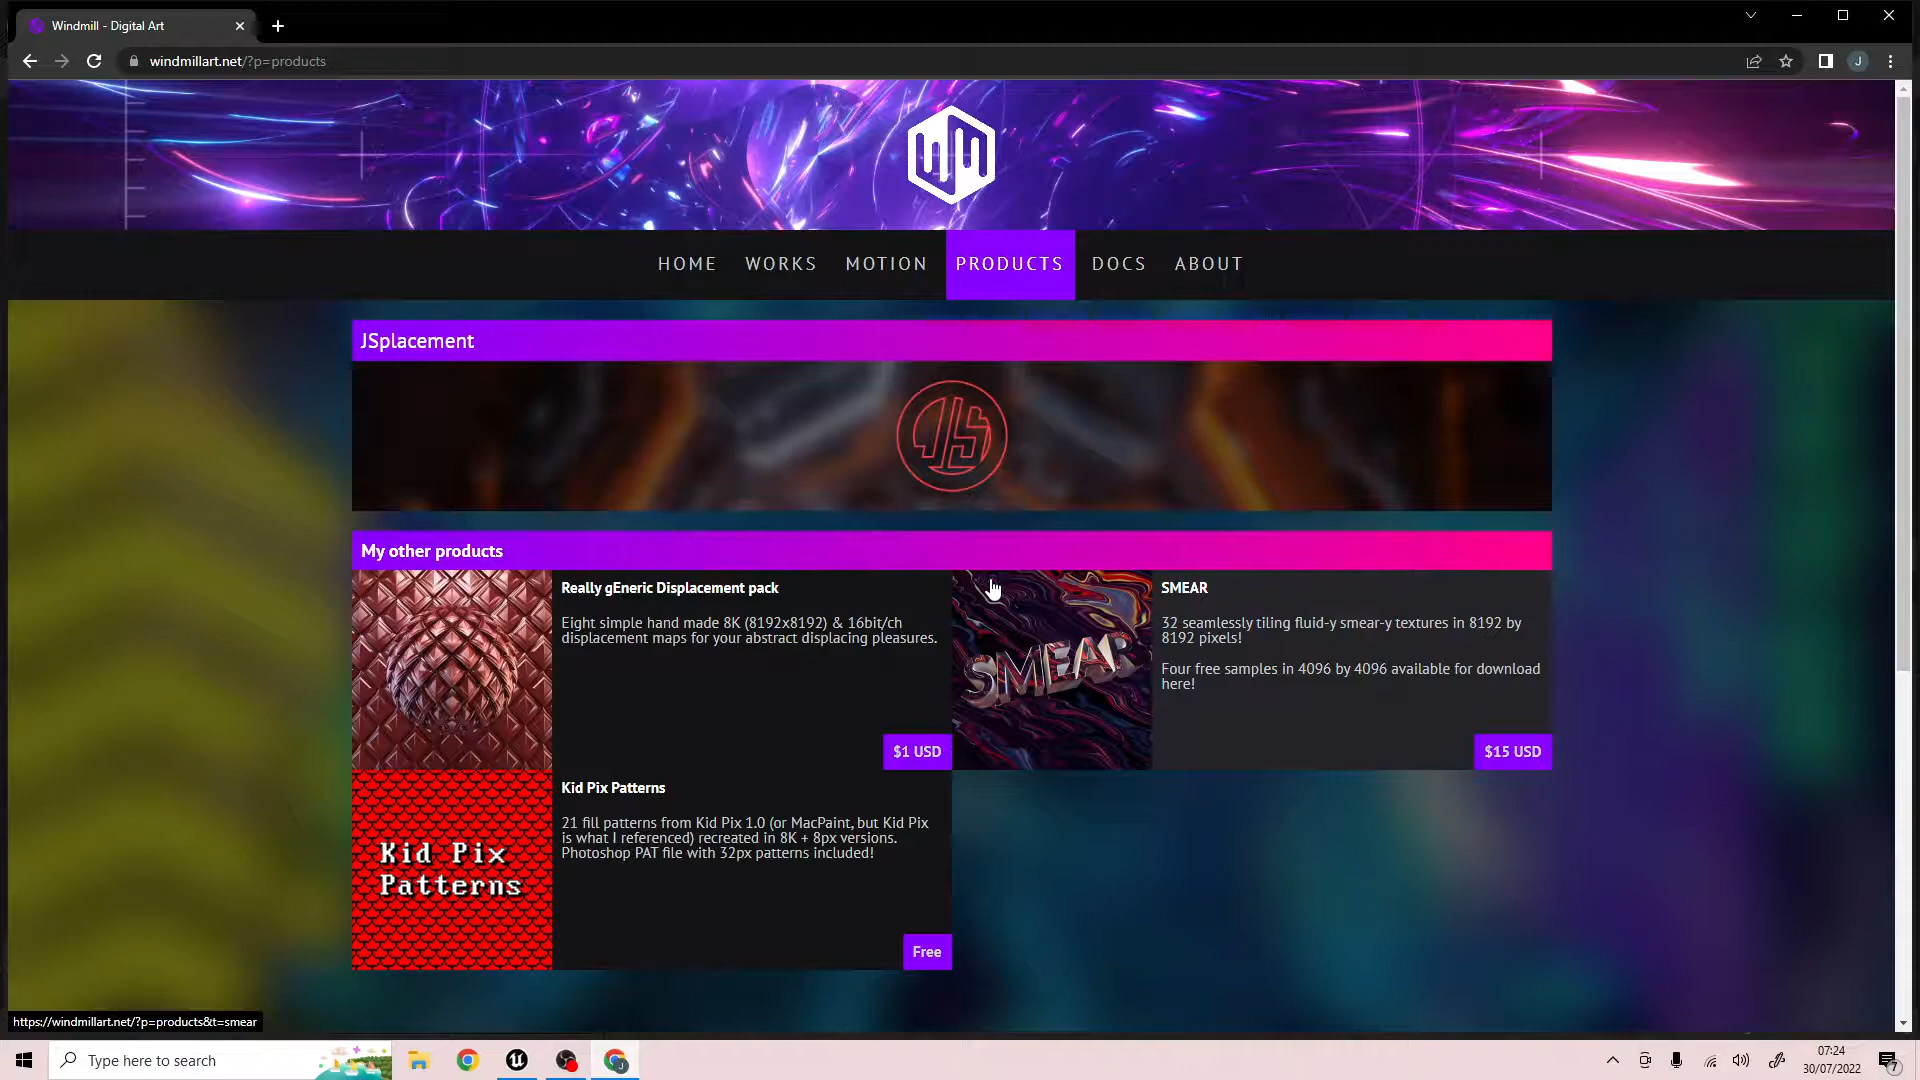 Windmill - Digital Art
windmillart.net/?p=products
J
HOME WORKS MOTION PRODUCTS DOCS ABOUT
JSplacement
JS
My other products
Really gEneric Displacement pack
Eight simple hand made 8K (8192x8192) & 16bit/ch
displacement maps for your abstract displacing pleasures.
$1 USD
SMEAR
SMEAR
32 seamlessly tiling fluid-y smear-y textures in 8192 by
8192 pixels!
Four free samples in 4096 by 4096 available for download
here!
$15 USD
Kid Pix
Patterns
Kid Pix Patterns
21 fill patterns from Kid Pix 1.0 (or MacPaint, but Kid Pix
is what I referenced) recreated in 8K + 8px versions.
Photoshop PAT file with 32px patterns included!
Free
https://windmillart.net/?p=products&t=smear
Type here to search
07:24
30/07/2022
7